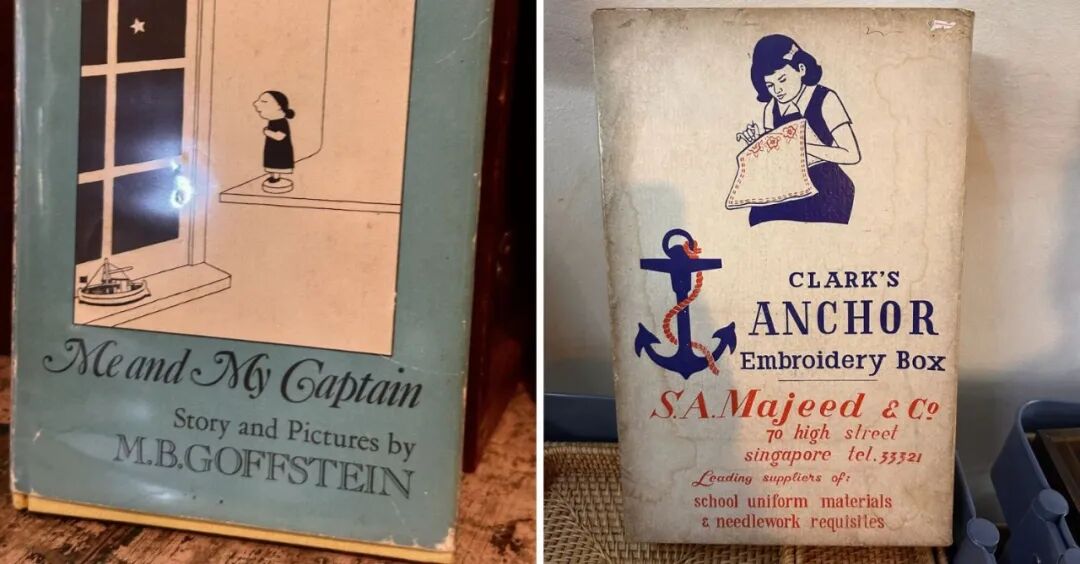 Me and My Captain
Story and Pictures by
M.B.GOFFSTEIN
CLARK'S
ANCHOR
Embroidery Box
S.A.Majeed & Co
70 high street
singapore tel.33321
Leading suppliers of:
school uniform materials
& needlework requisites